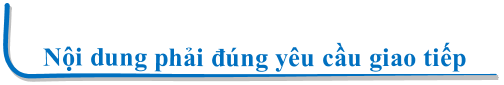 Nội dung phải đúng yêu cầu giao tiếp